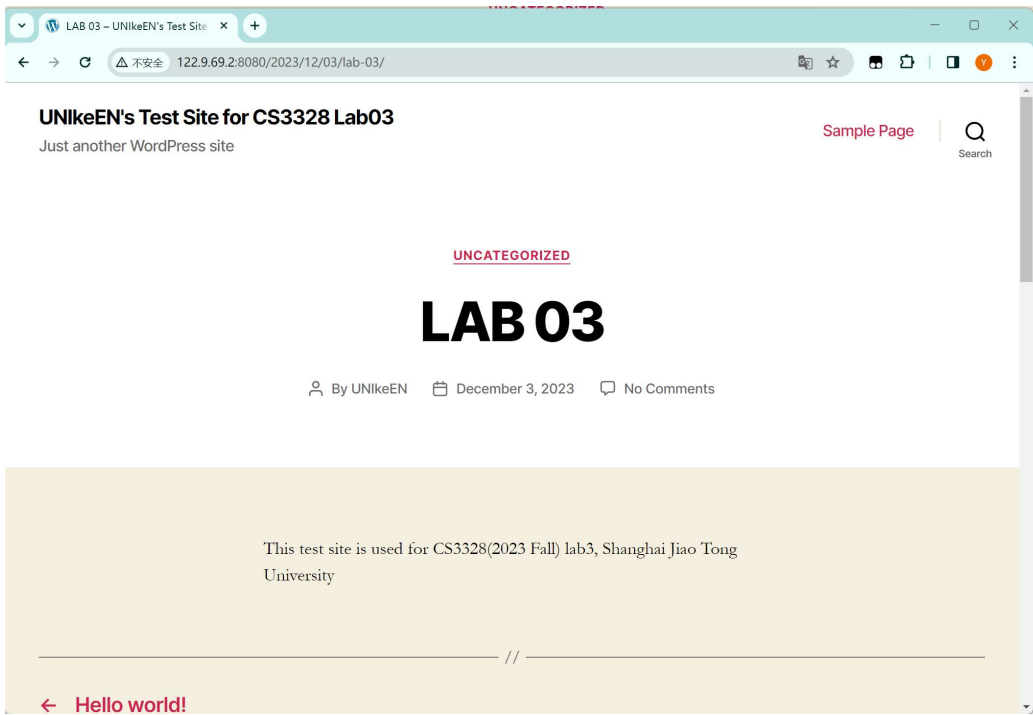 UNCATEGORIZED
LAB 03 – UNIkeEN's Test Site
不安全 122.9.69.2:8080/2023/12/03/lab-03/
Y
UNIkeEN's Test Site for CS3328 Lab03
Just another WordPress site
Sample Page
Search
UNCATEGORIZED
LAB 03
By UNIkeEN December 3, 2023 No Comments
This test site is used for CS3328(2023 Fall) lab3, Shanghai Jiao Tong
University
//
← Hello world!